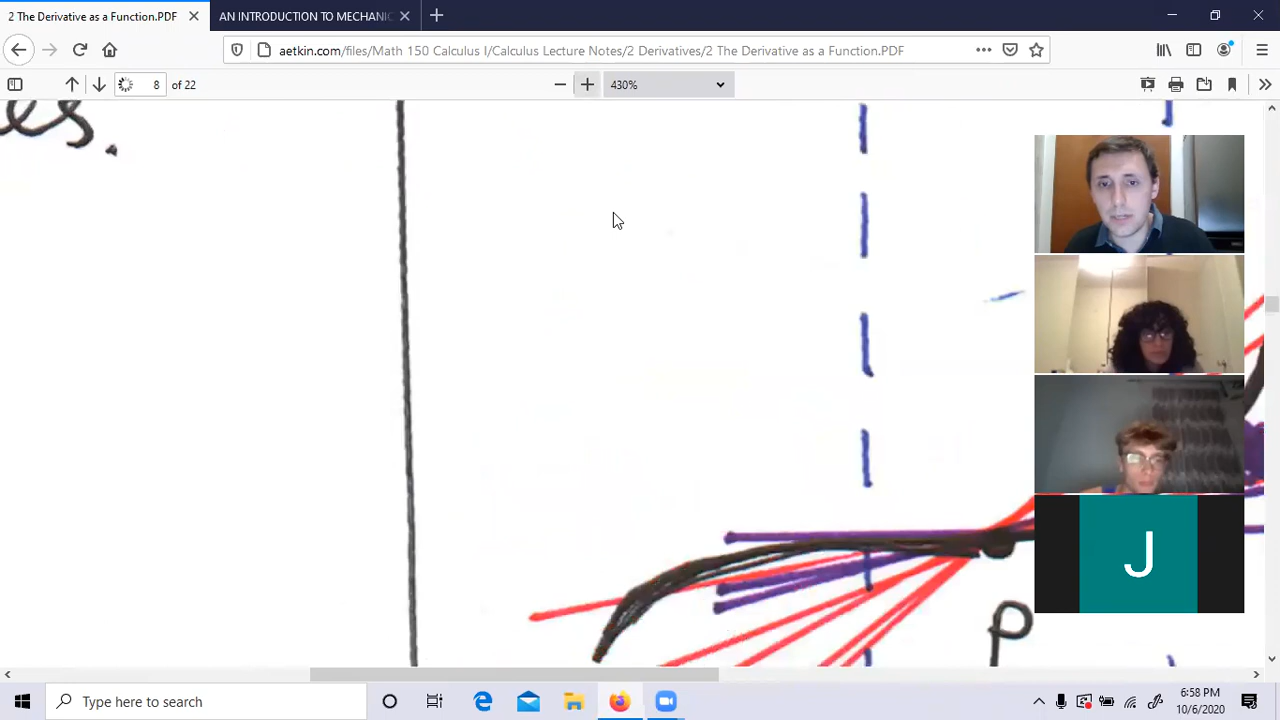 2 The Derivative as a Function.PDF
AN INTRODUCTION TO MECHANIC
aetkin.com/files/Math 150 Calculus I/Calculus Lecture Notes/2 Derivatives/2 The Derivative as a Function.PDF
8 of 22
430%
es.
P
J
Type here to search
6:58 PM
10/6/2020